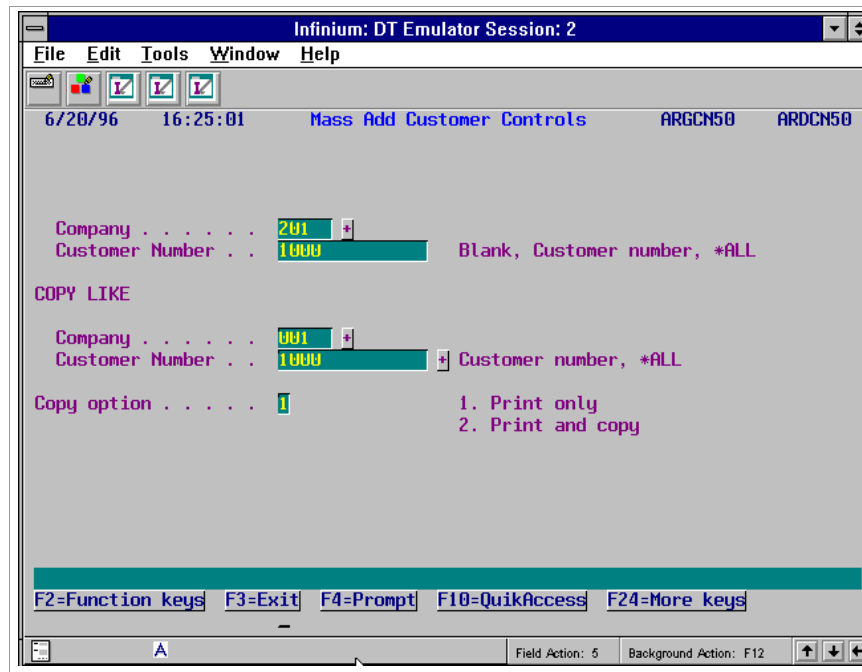 Infinium: DT Emulator Session: 2
File Edit Tools Window Help
6/20/96 16:25:01 Mass Add Customer Controls ARGCN50 ARDCN50
Company . . . . . . 201 +
Customer Number . . 1000 Blank, Customer number, *ALL
COPY LIKE
Company . . . . . . 001 +
Customer Number . . 1000 + Customer number, *ALL
Copy option . . . . . 1 1. Print only
2. Print and copy
F2=Function keys F3=Exit F4=Prompt F10=QuikAccess F24=More keys
A Field Action: 5 Background Action: F12